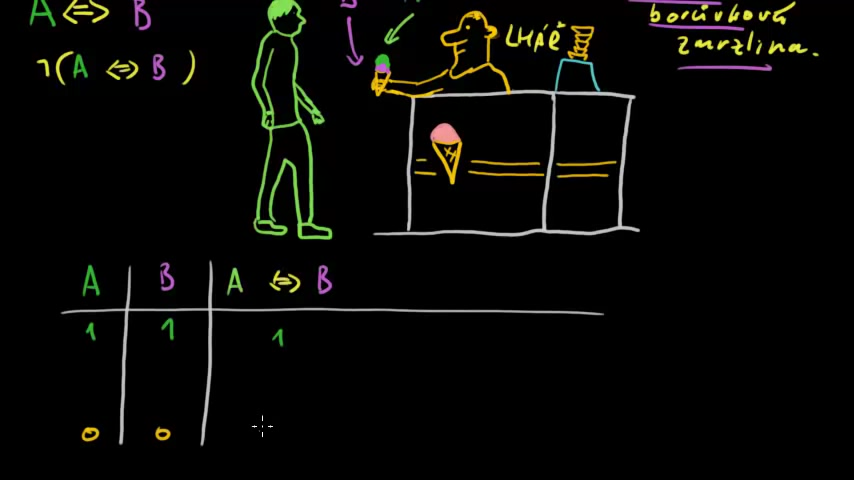 A <=> B
¬(A <=> B)
LHÁŘ
borůvková
zmrzlina.
A B A <=> B
1 1 1
0 0